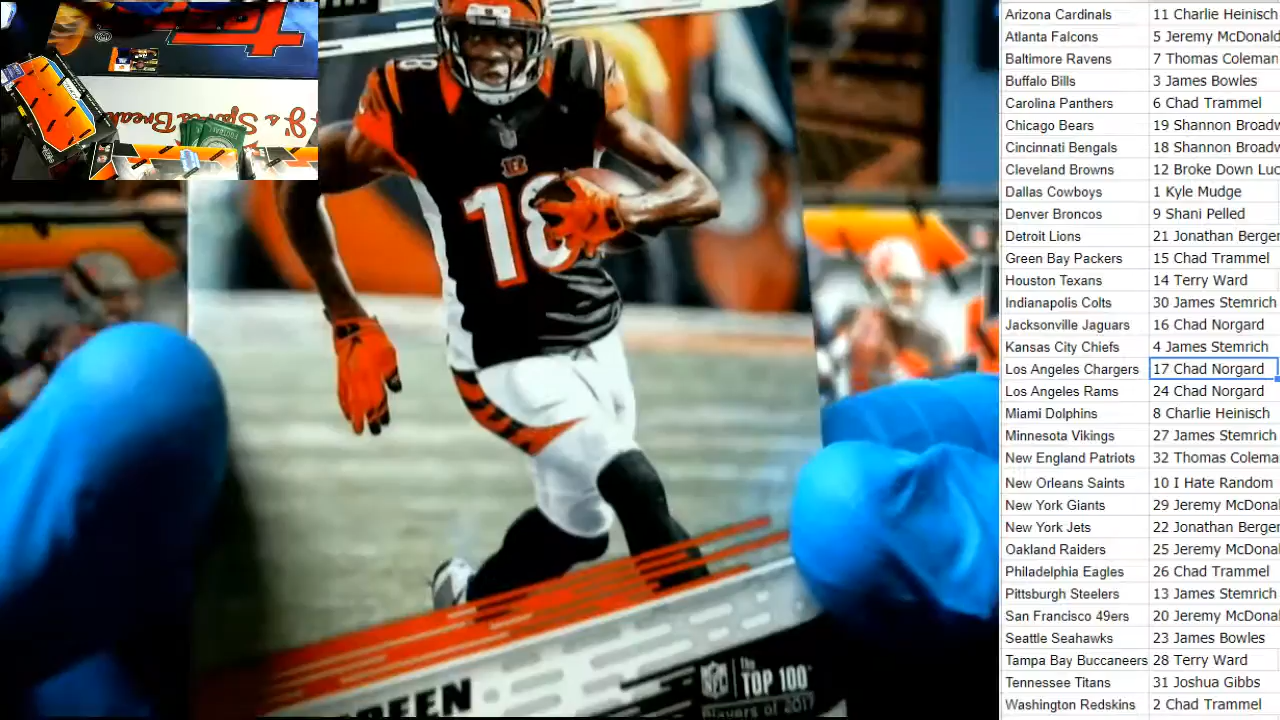 18
18
REEN
NFL
the
TOP 100
Players of 2017
Arizona Cardinals 11 Charlie Heinisch
Atlanta Falcons 5 Jeremy McDonald
Baltimore Ravens 7 Thomas Coleman
Buffalo Bills 3 James Bowles
Carolina Panthers 6 Chad Trammel
Chicago Bears 19 Shannon Broadw
Cincinnati Bengals 18 Shannon Broadw
Cleveland Browns 12 Broke Down Luc
Dallas Cowboys 1 Kyle Mudge
Denver Broncos 9 Shani Pelled
Detroit Lions 21 Jonathan Berger
Green Bay Packers 15 Chad Trammel
Houston Texans 14 Terry Ward
Indianapolis Colts 30 James Stemrich
Jacksonville Jaguars 16 Chad Norgard
Kansas City Chiefs 4 James Stemrich
Los Angeles Chargers 17 Chad Norgard
Los Angeles Rams 24 Chad Norgard
Miami Dolphins 8 Charlie Heinisch
Minnesota Vikings 27 James Stemrich
New England Patriots 32 Thomas Colema
New Orleans Saints 10 I Hate Random
New York Giants 29 Jeremy McDona
New York Jets 22 Jonathan Berger
Oakland Raiders 25 Jeremy McDonal
Philadelphia Eagles 26 Chad Trammel
Pittsburgh Steelers 13 James Stemrich
San Francisco 49ers 20 Jeremy McDonal
Seattle Seahawks 23 James Bowles
Tampa Bay Buccaneers 28 Terry Ward
Tennessee Titans 31 Joshua Gibbs
Washington Redskins 2 Chad Trammel